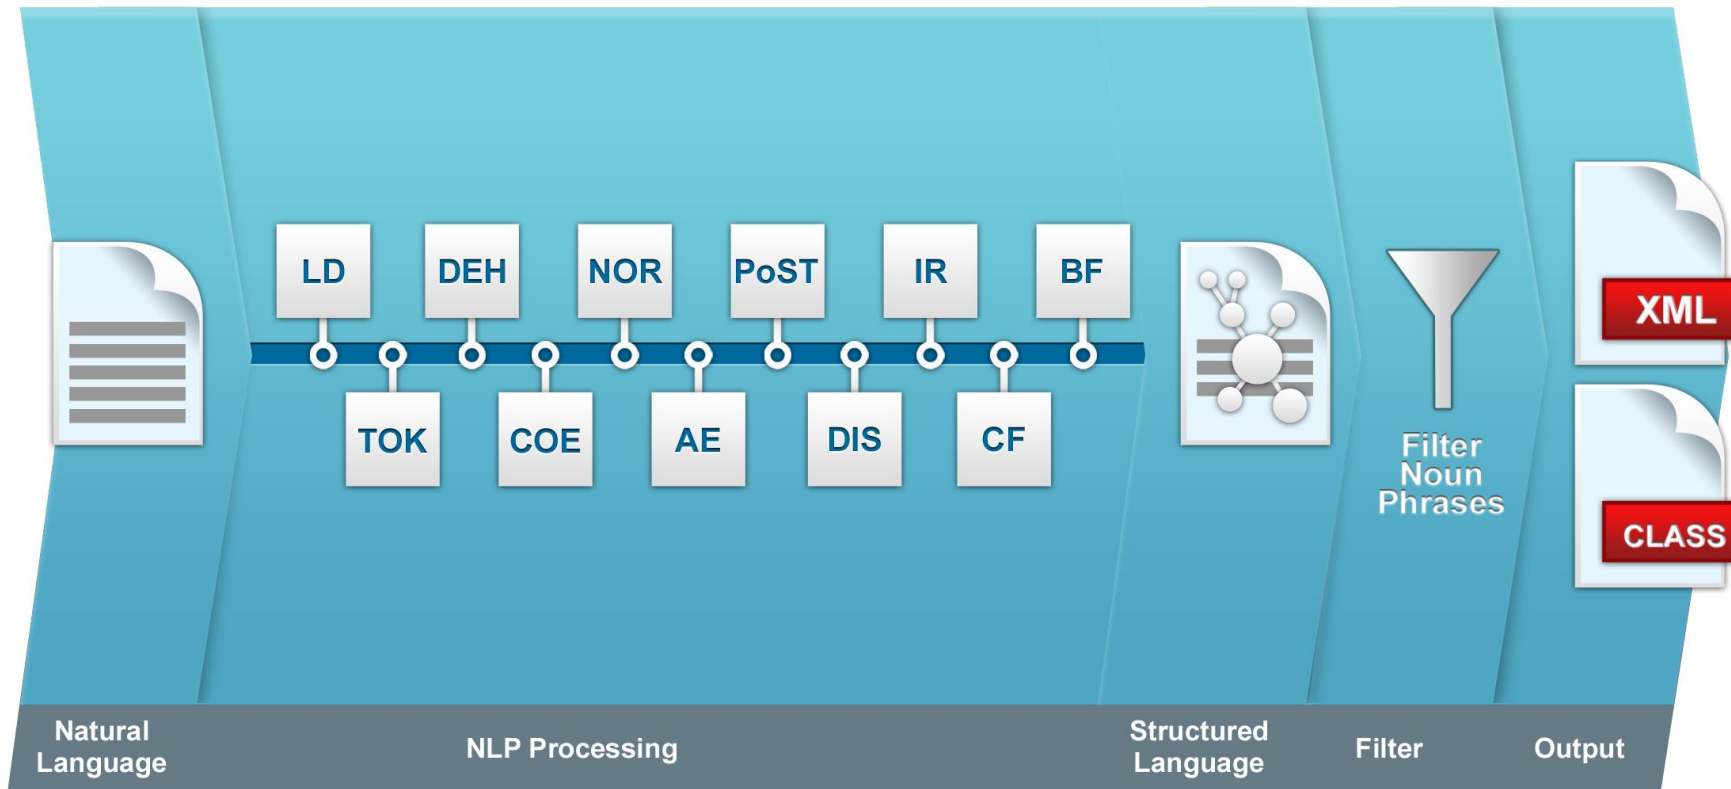 LD
DEH
NOR
PoST
IR
BF
TOK
COE
AE
DIS
CF
Filter
Noun
Phrases
XML
CLASS
Natural
Language
NLP Processing
Structured
Language
Filter
Output